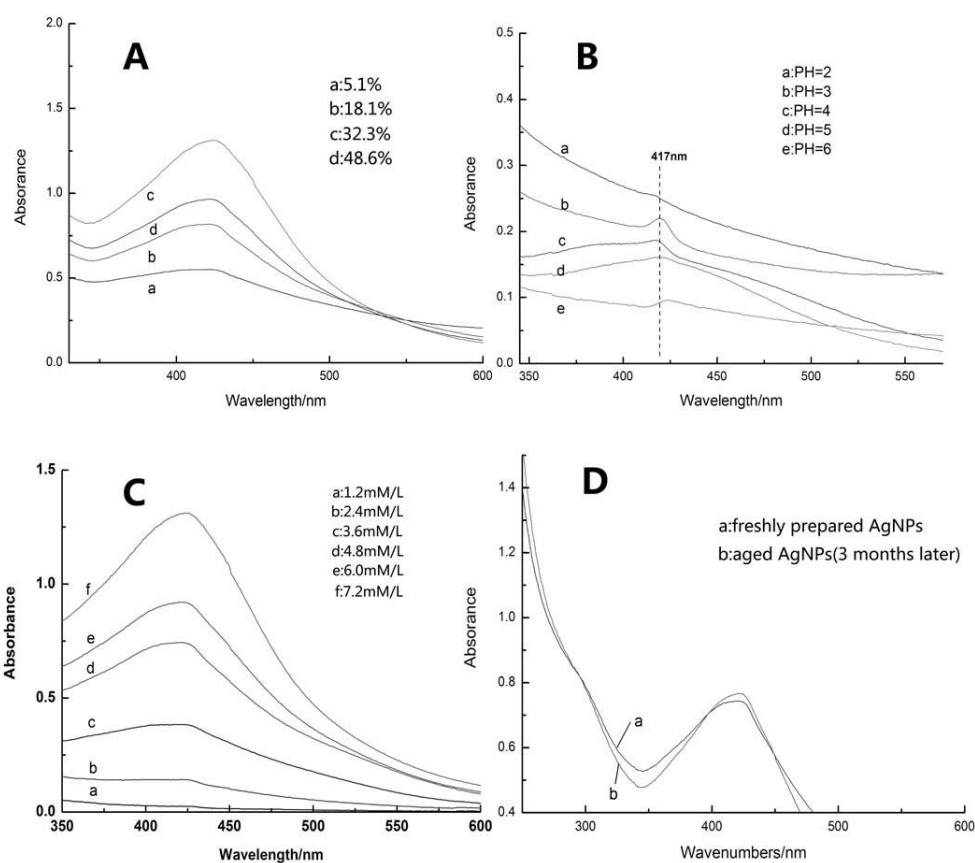 2.0
1.5
1.0
0.5
0.0
Absorance
A
a:5.1%
b:18.1%
c:32.3%
d:48.6%
c
d
b
a
400
500
600
Wavelength/nm
0.5
0.4
0.3
0.2
0.1
0.0
Absorance
B
a:PH=2
b:PH=3
c:PH=4
d:PH=5
e:PH=6
417nm
a
b
c
d
e
350
400
450
500
550
Wavelength/nm
1.5
1.0
0.5
0.0
Absorbance
C
a:1.2mM/L
b:2.4mM/L
c:3.6mM/L
d:4.8mM/L
e:6.0mM/L
f:7.2mM/L
f
e
d
c
b
a
350
400
450
500
550
600
Wavelength/nm
1.4
1.2
1.0
0.8
0.6
0.4
Absorance
D
a:freshly prepared AgNPs
b:aged AgNPs(3 months later)
a
b
300
400
500
600
Wavenumbers/nm